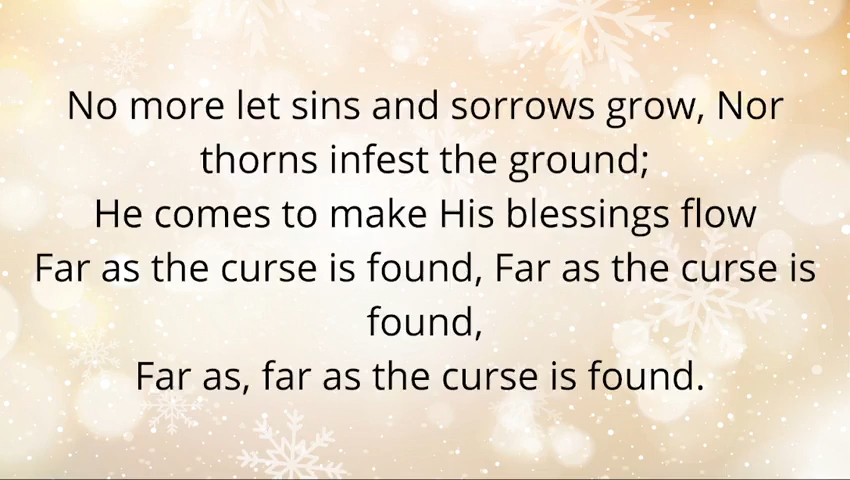 No more let sins and sorrows grow, Nor
thorns infest the ground;
He comes to make His blessings flow
Far as the curse is found, Far as the curse is
found,
Far as, far as the curse is found.